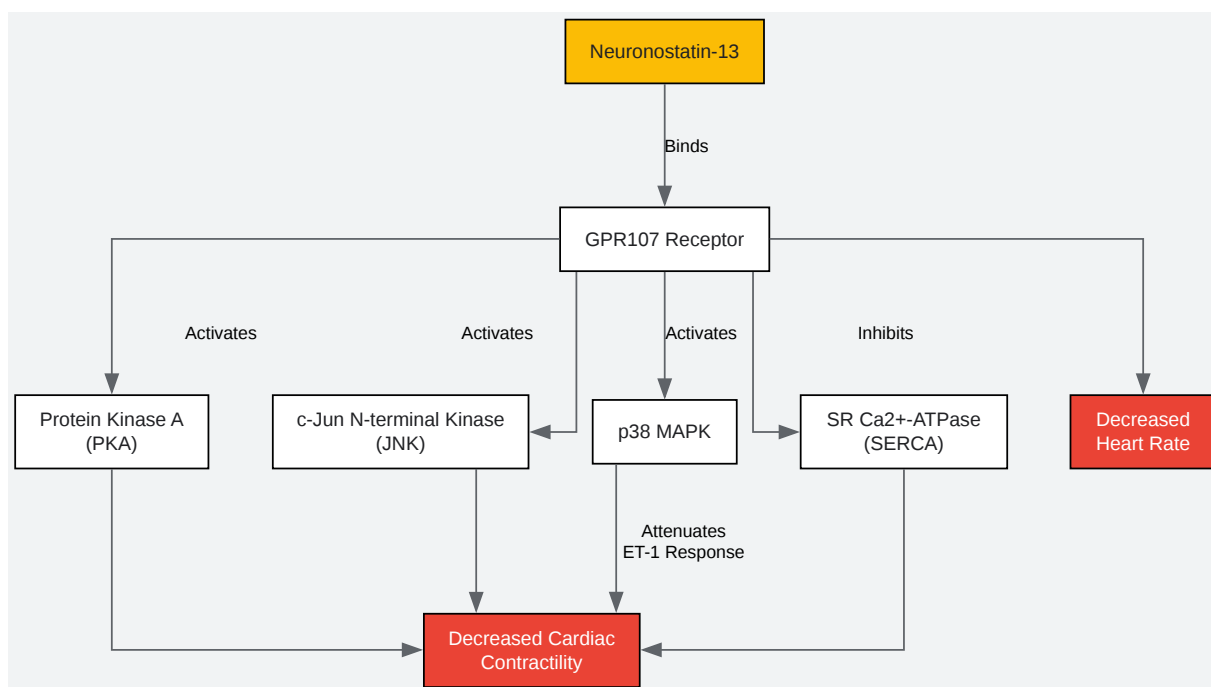 Neuronostatin-13
Binds
GPR107 Receptor
Activates
Activates
Activates
Inhibits
Protein Kinase A
(PKA)
c-Jun N-terminal Kinase
(JNK)
p38 MAPK
SR Ca2+-ATPase
(SERCA)
Decreased
Heart Rate
Attenuates
ET-1 Response
Decreased Cardiac
Contractility